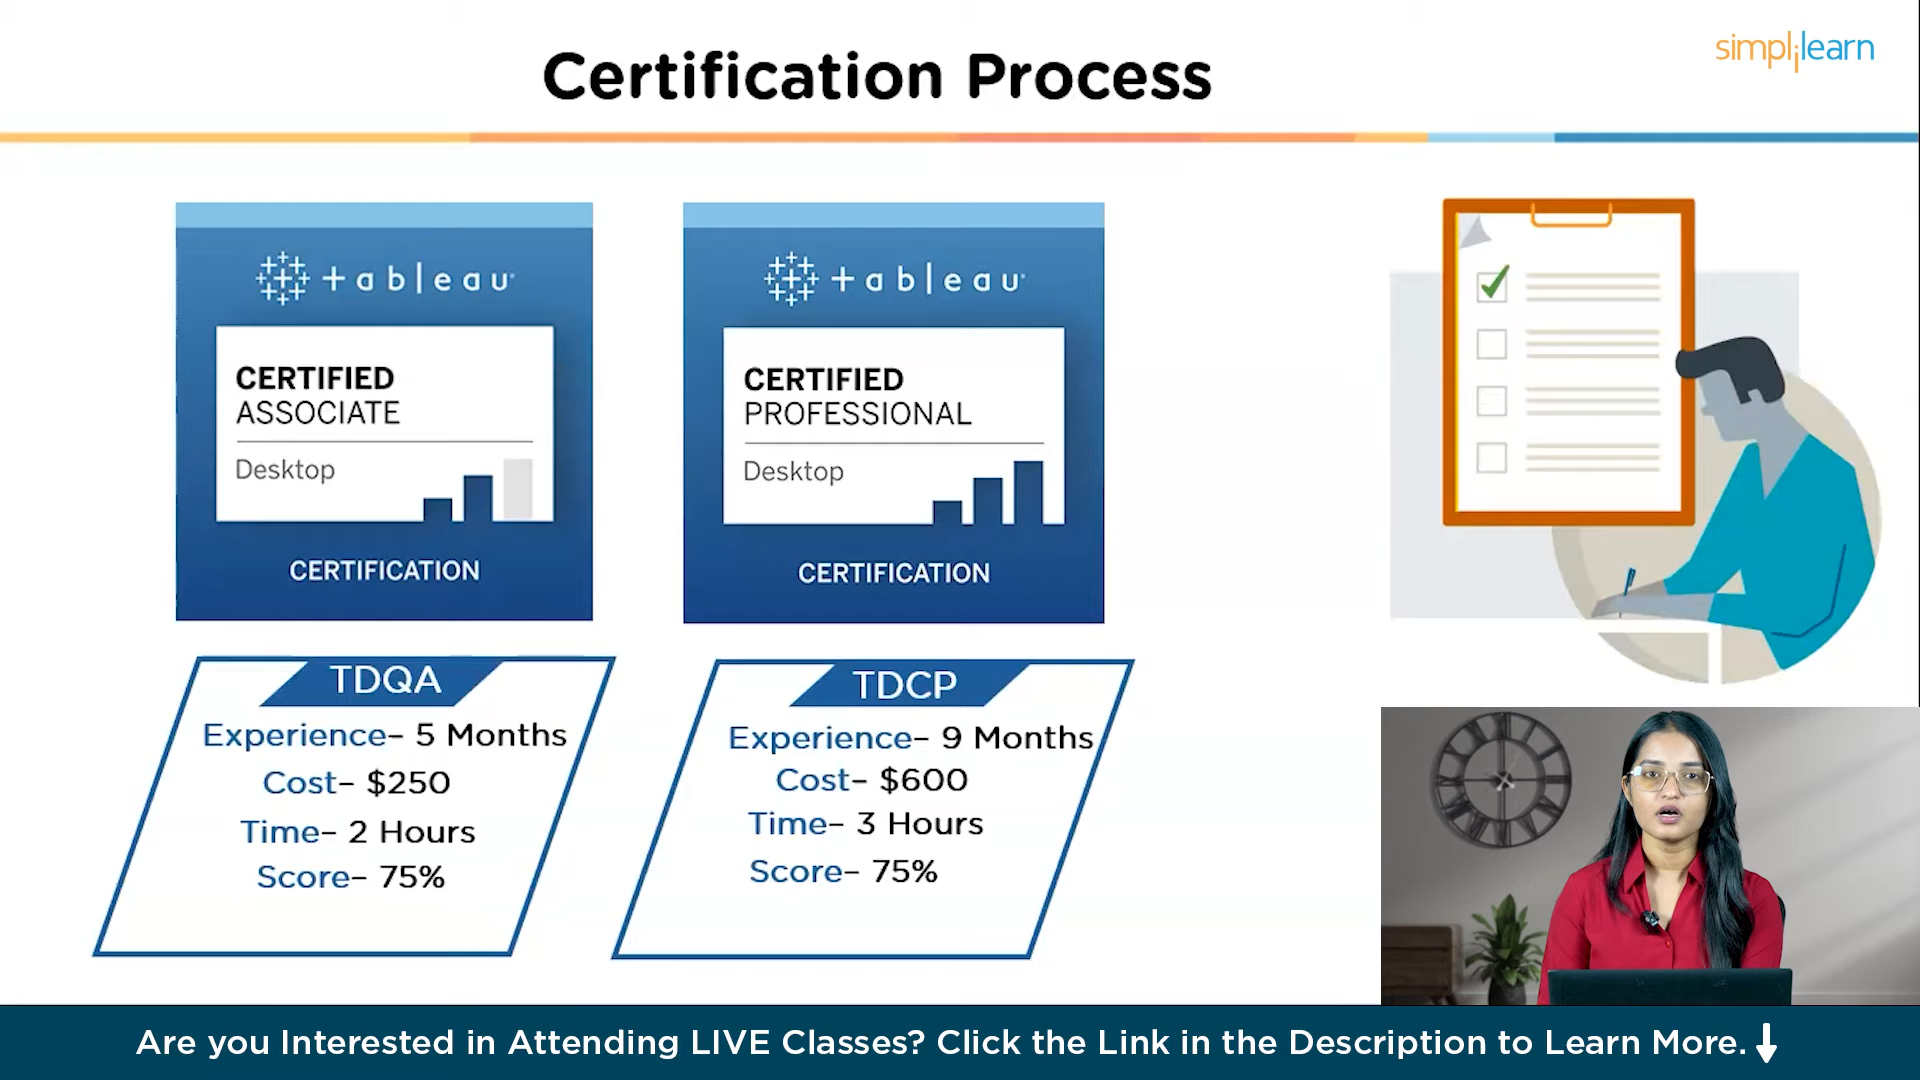 Certification Process
simplilearn
+ableau
CERTIFIED
ASSOCIATE
Desktop
CERTIFICATION
+ableau
CERTIFIED
PROFESSIONAL
Desktop
CERTIFICATION
TDQA
Experience– 5 Months
Cost– $250
Time– 2 Hours
Score– 75%
TDCP
Experience– 9 Months
Cost– $600
Time– 3 Hours
Score– 75%
Are you Interested in Attending LIVE Classes? Click the Link in the Description to Learn More.